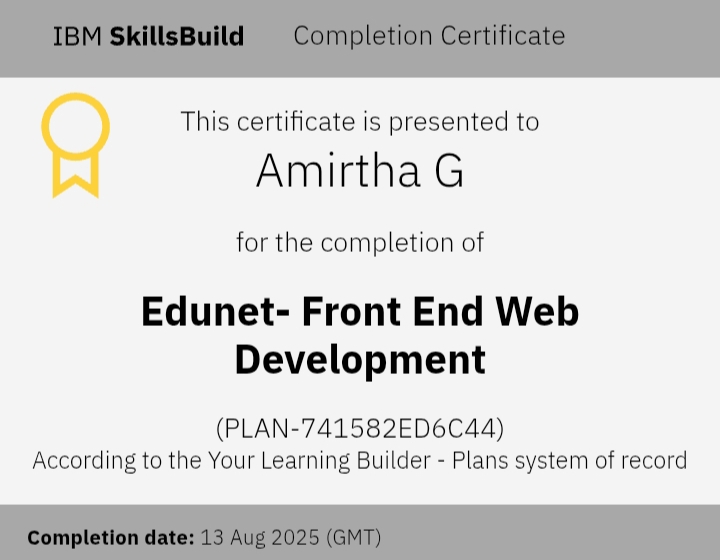 IBM SkillsBuild Completion Certificate
This certificate is presented to
Amirtha G
for the completion of
Edunet- Front End Web
Development
(PLAN-741582ED6C44)
According to the Your Learning Builder - Plans system of record
Completion date: 13 Aug 2025 (GMT)